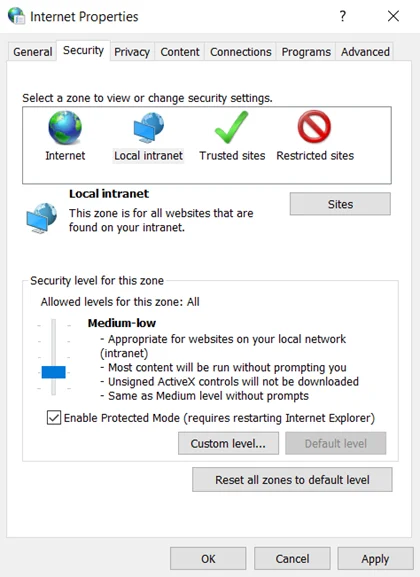 Internet Properties
?
General Security Privacy Content Connections Programs Advanced
Select a zone to view or change security settings.
Internet Local intranet Trusted sites Restricted sites
Local intranet
This zone is for all websites that are
found on your intranet.
Sites
Security level for this zone
Allowed levels for this zone: All
Medium-low
- Appropriate for websites on your local network
(intranet)
- Most content will be run without prompting you
- Unsigned ActiveX controls will not be downloaded
- Same as Medium level without prompts
Enable Protected Mode (requires restarting Internet Explorer)
Custom level... Default level
Reset all zones to default level
OK Cancel Apply